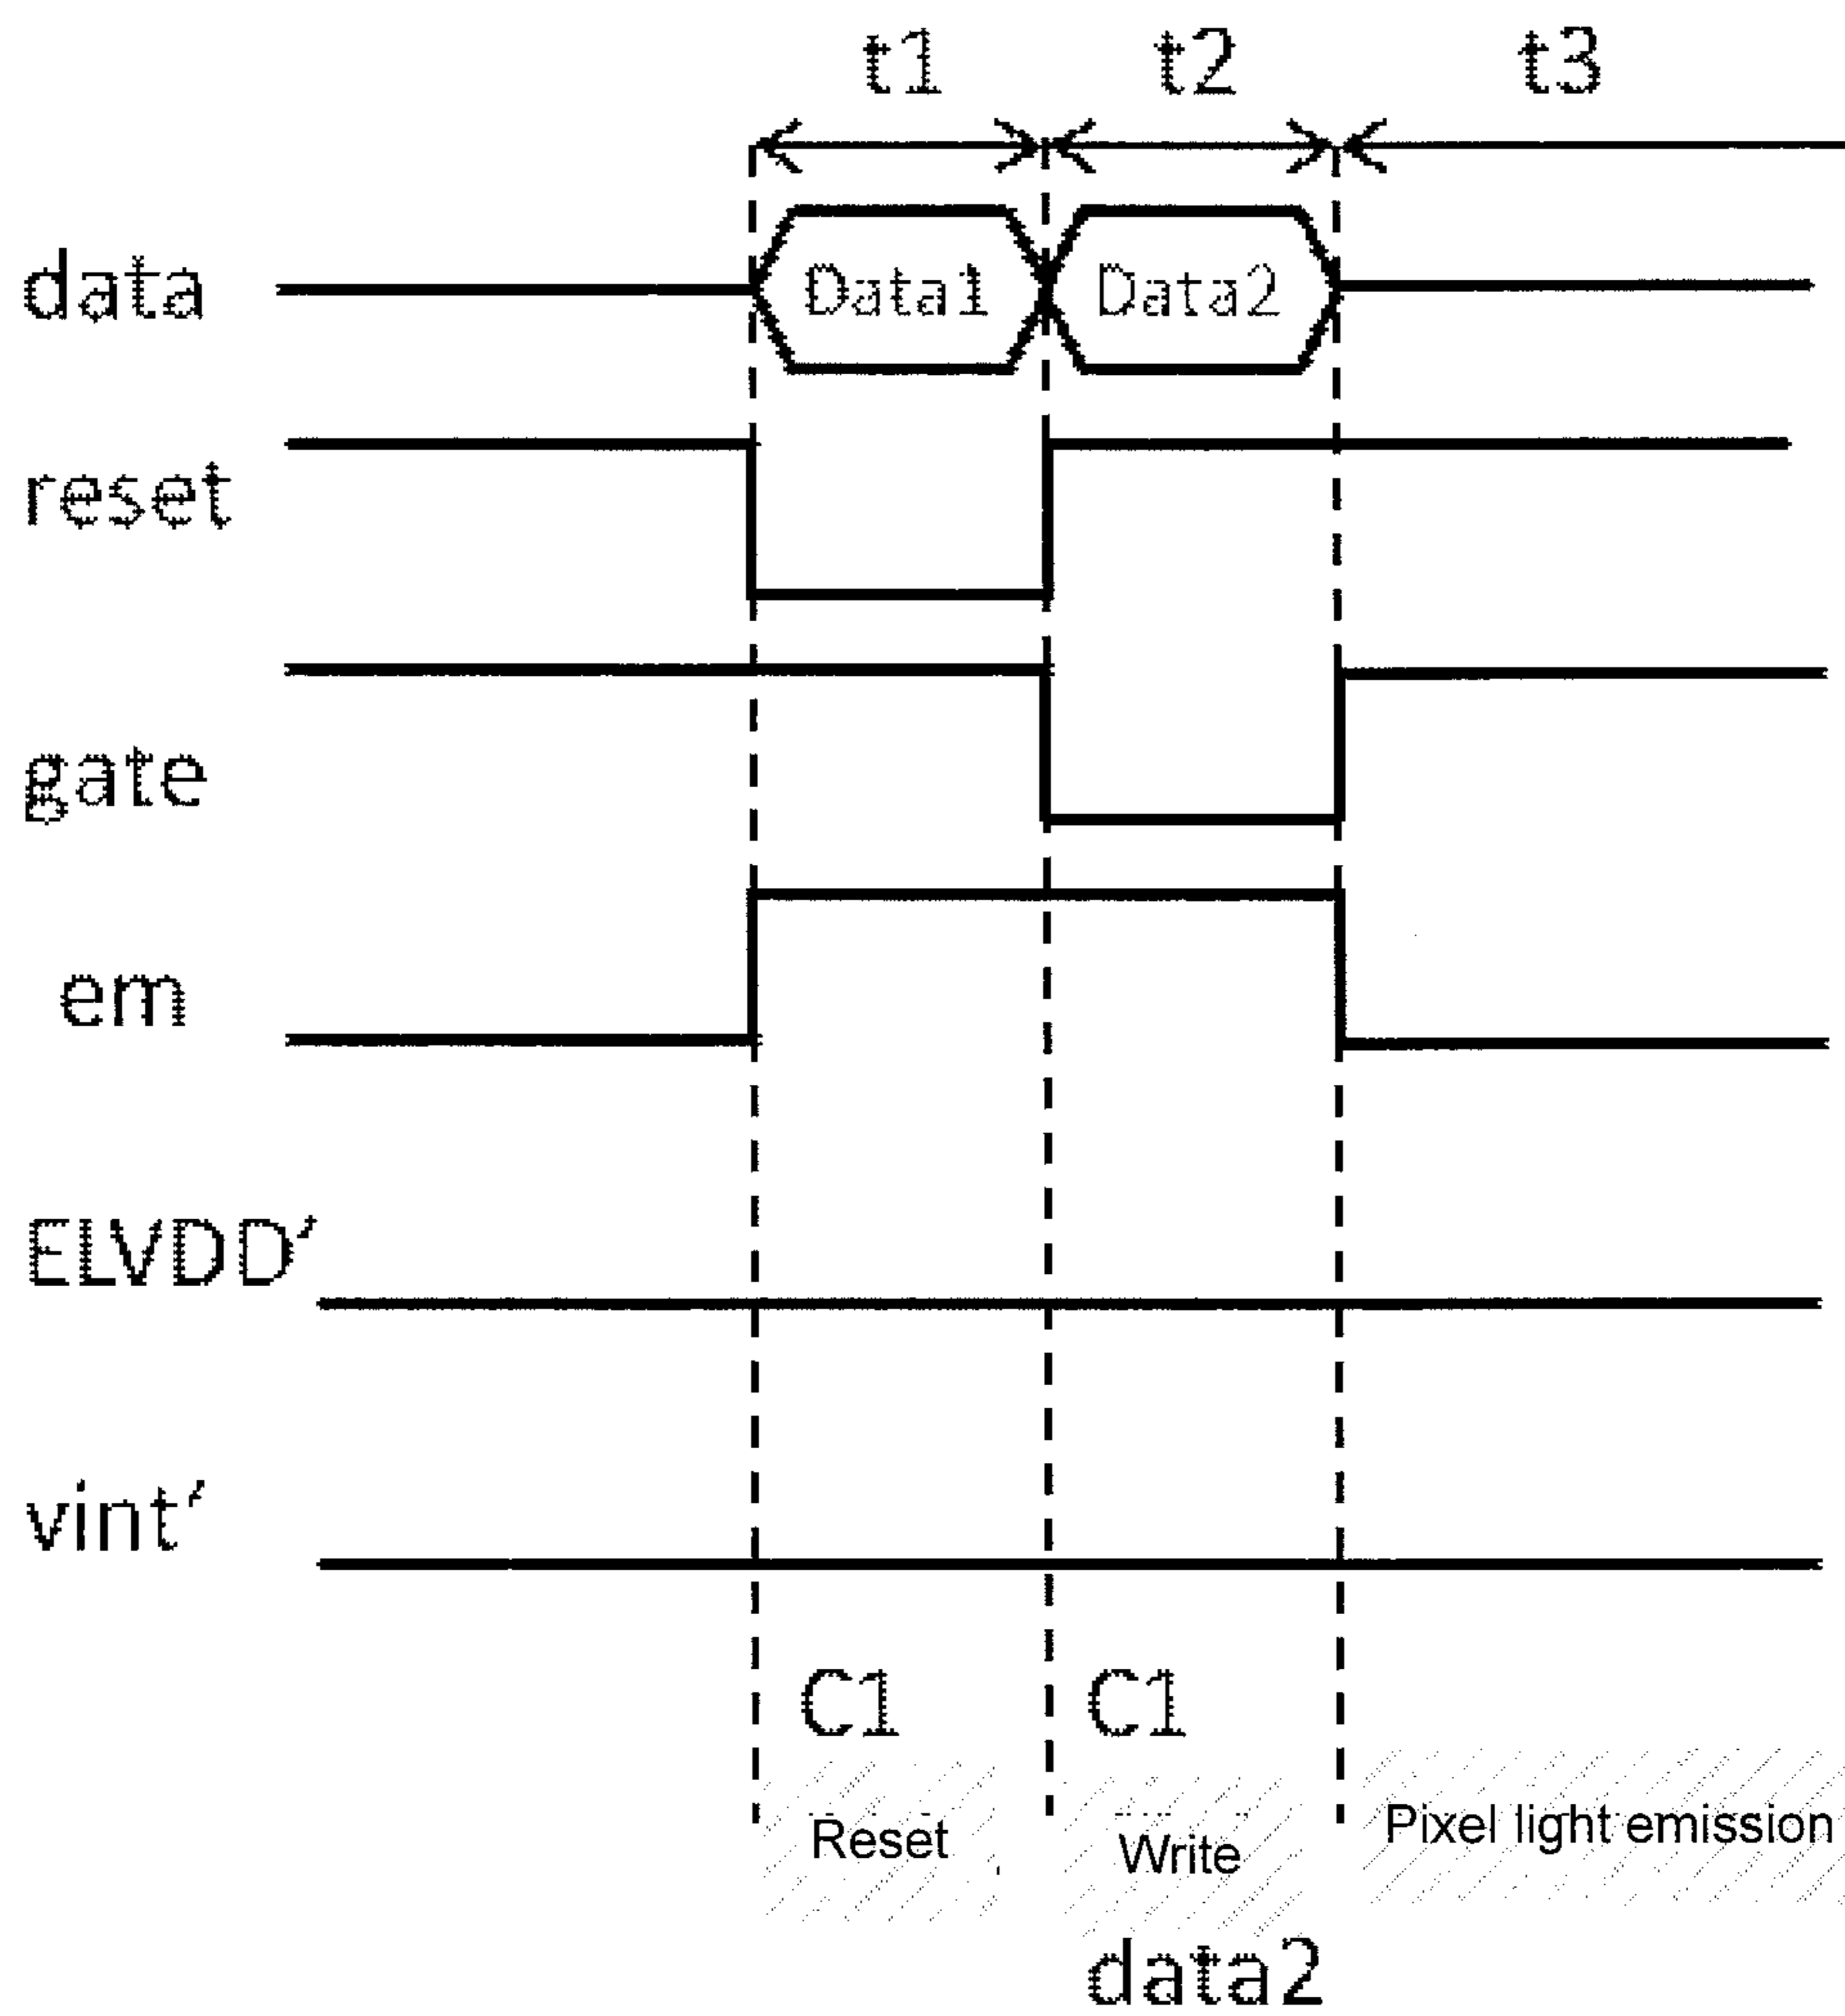 t1 t2 t3
data Data1 Data2
reset
gate
em
ELVDD′
vint′
C1 C1
Reset Write Pixel light emission
data2